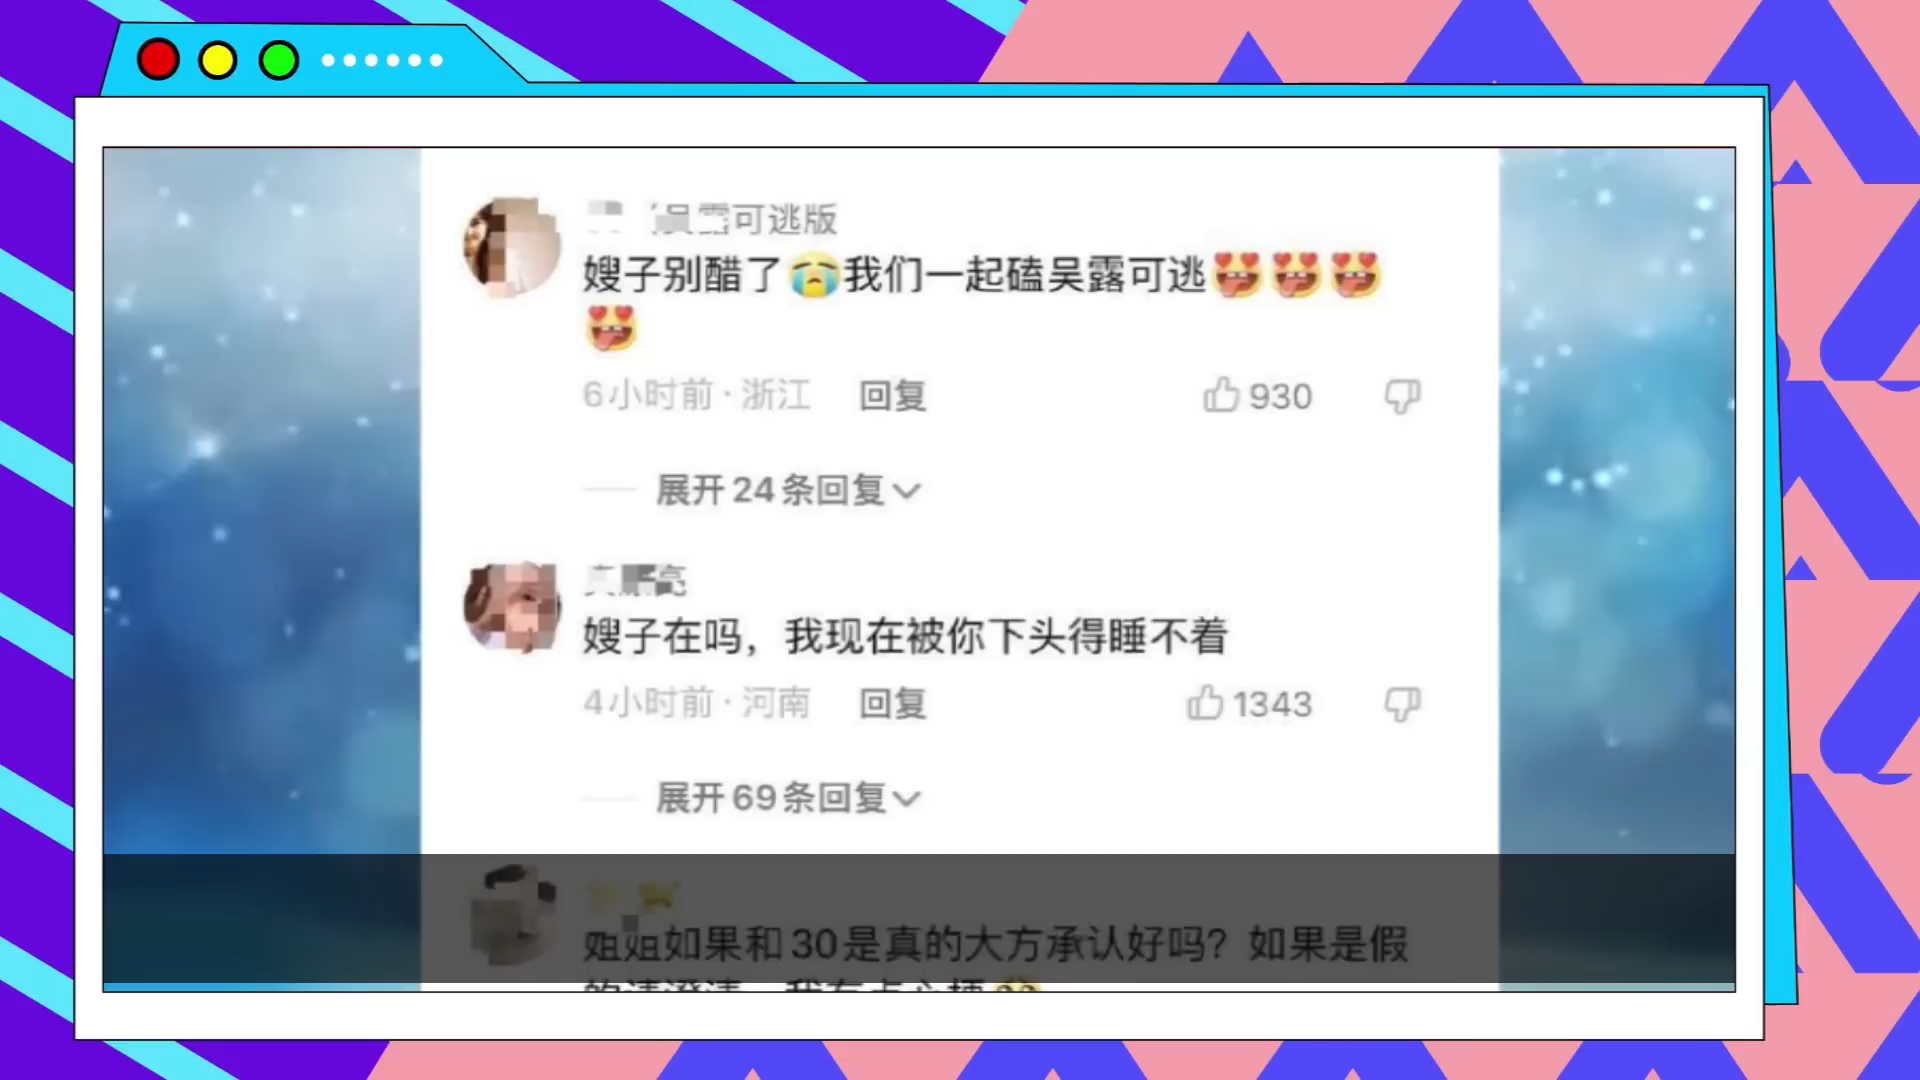 吴露可逃版
嫂子别醋了😭我们一起磕吴露可逃😍😍😍
😍
6小时前·浙江 回复 930
展开24条回复
嫂子在吗，我现在被你下头得睡不着
4小时前·河南 回复 1343
展开69条回复
姐姐如果和30是真的大方承认好吗？如果是假